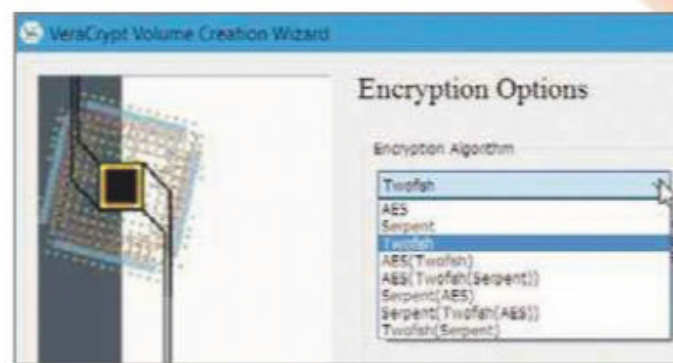 VeraCrypt Volume Creation Wizard
Encryption Options
Encryption Algorithm
Twofish
AES
Serpent
Twofish
AES(Twofish)
AES(Twofish(Serpent))
Serpent(AES)
Serpent(Twofish(AES))
Twofish(Serpent)